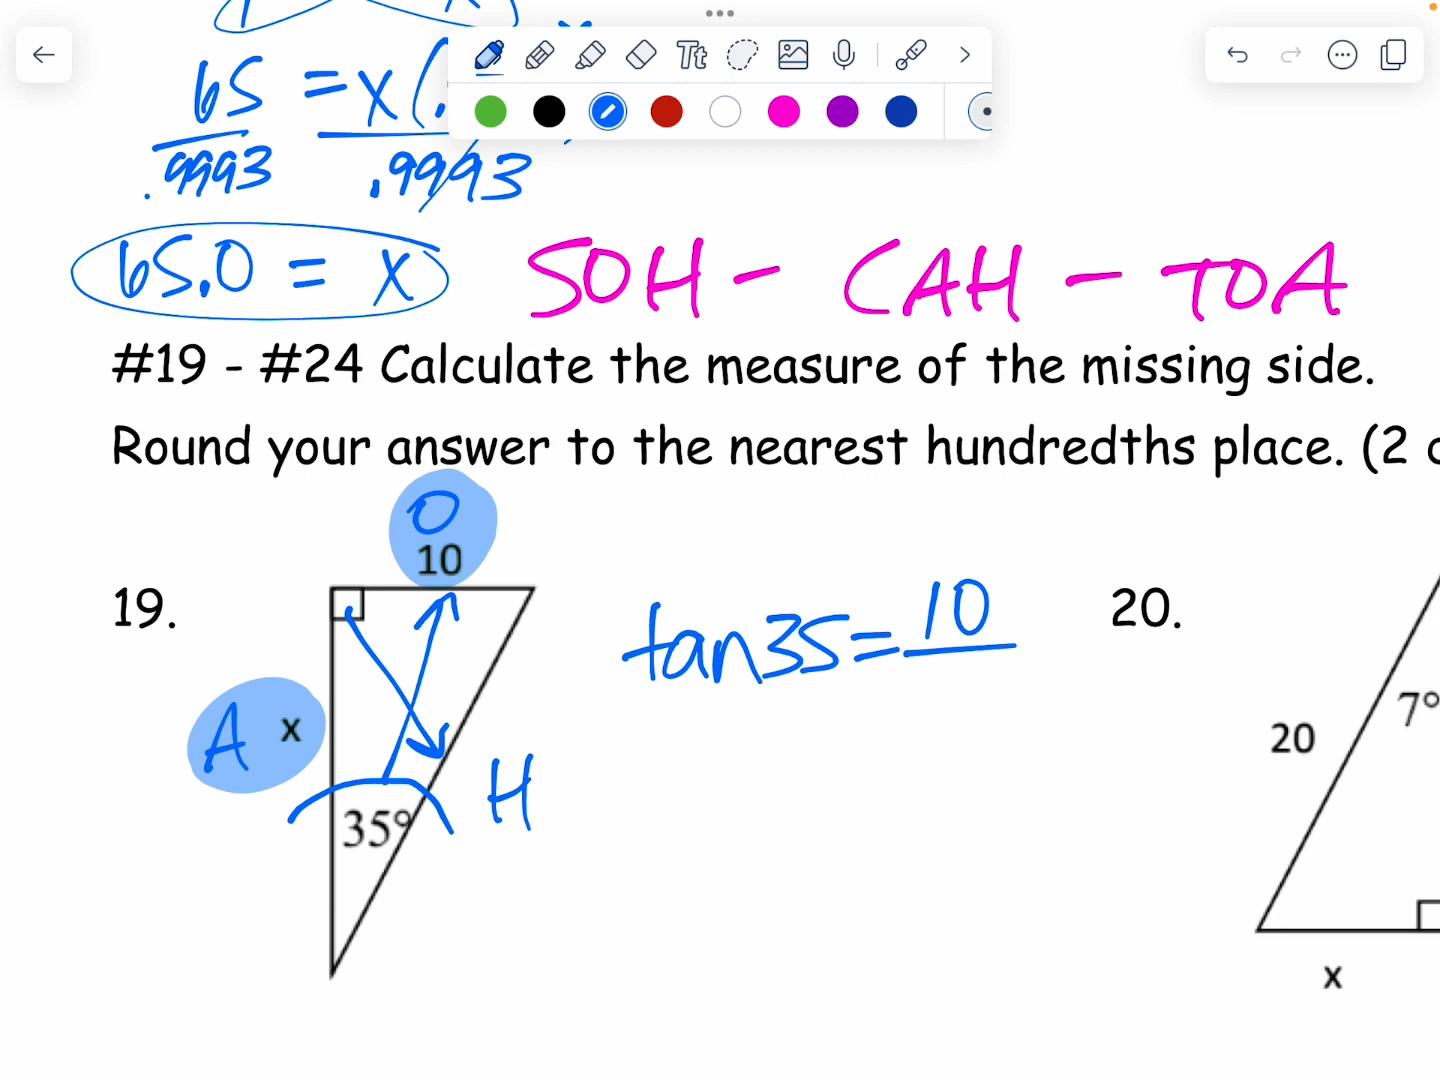 Tt
65 = x(.
.9993 .9993
65.0 = x
SOH - CAH - TOA
#19 - #24 Calculate the measure of the missing side.
Round your answer to the nearest hundredths place. (2
19.
O
10
A x
H
35°
tan35 = 10
20.
20
7°
x